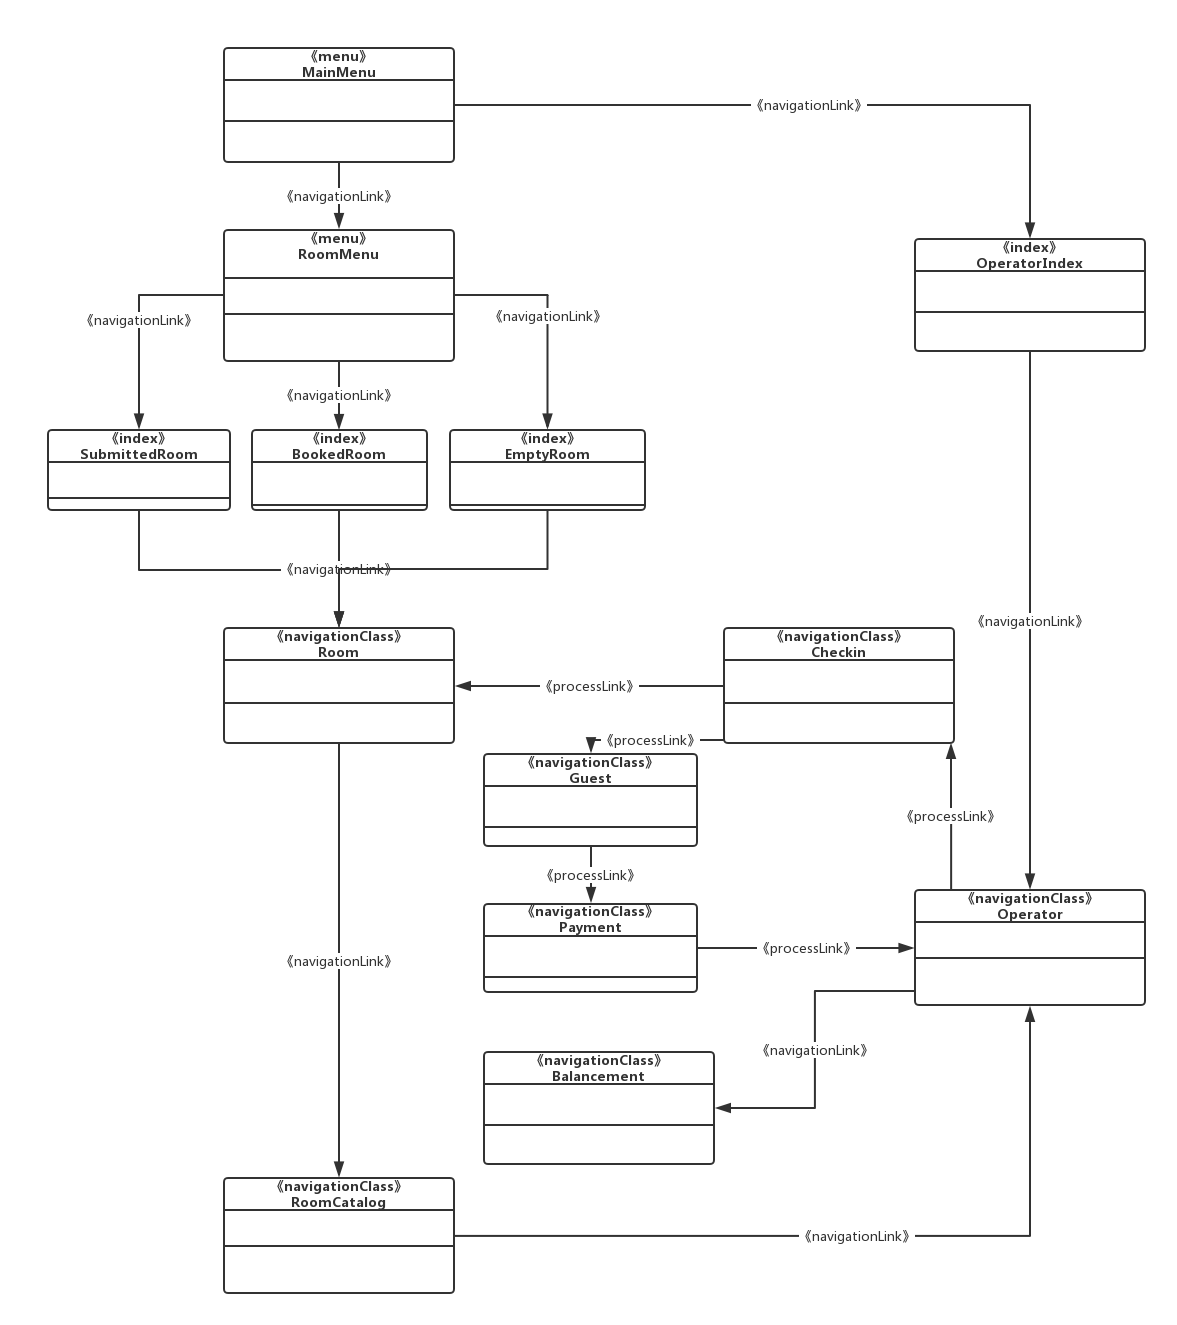 《menu》
MainMenu
《navigationLink》
《navigationLink》
《menu》
RoomMenu
《index》
OperatorIndex
《navigationLink》
《navigationLink》
《navigationLink》
《index》
SubmittedRoom
《index》
BookedRoom
《index》
EmptyRoom
《navigationLink》
《navigationLink》
《navigationClass》
Room
《navigationClass》
Checkin
《processLink》
《processLink》
《navigationClass》
Guest
《processLink》
《processLink》
《navigationClass》
Operator
《navigationClass》
Payment
《processLink》
《navigationLink》
《navigationLink》
《navigationClass》
Balancement
《navigationClass》
RoomCatalog
《navigationLink》